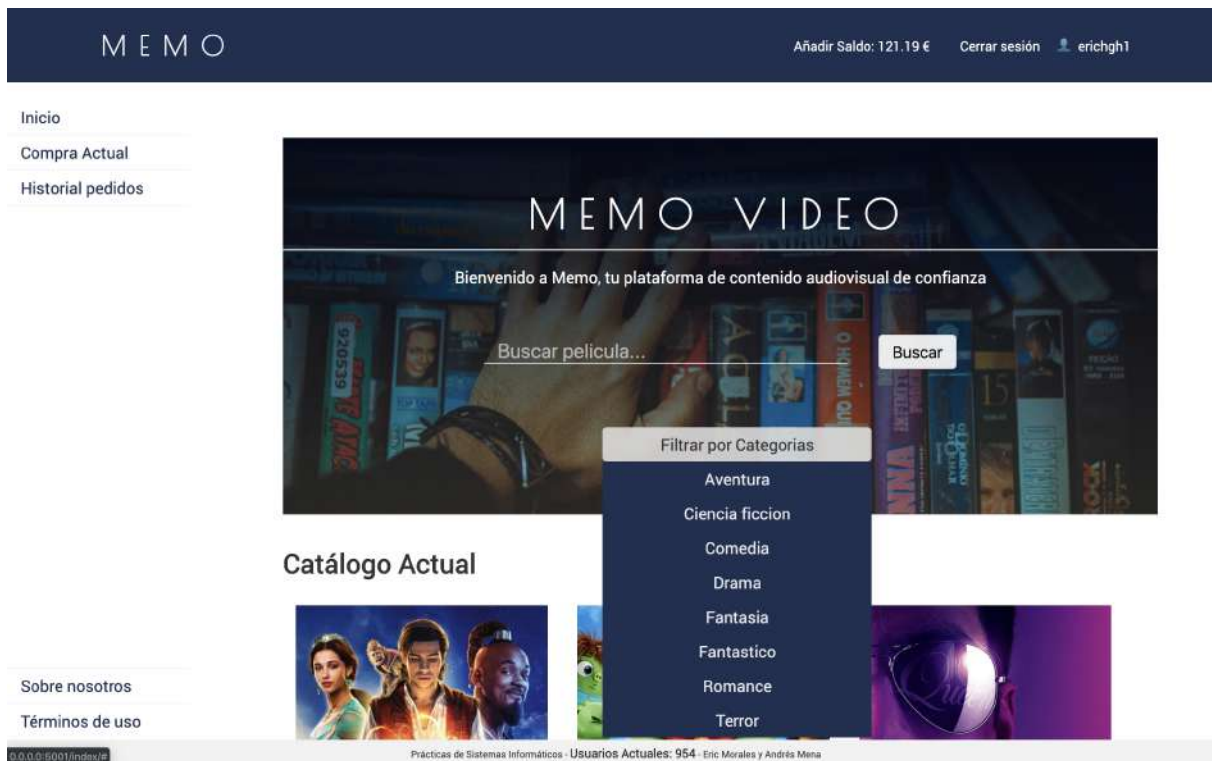 MEMO
Añadir Saldo: 121.19 € Cerrar sesión erichgh1
Inicio
Compra Actual
Historial pedidos
MEMO VIDEO
Bienvenido a Memo, tu plataforma de contenido audiovisual de confianza
920539
Buscar pelicula...
Buscar
15
Filtrar por Categorias
Aventura
Ciencia ficcion
Comedia
Drama
Fantasia
Fantastico
Romance
Terror
Catálogo Actual
Sobre nosotros
Términos de uso
0.0.0.0:5001/index/#
Prácticas de Sistemas Informáticos - Usuarios Actuales: 954 - Eric Morales y Andrés Mena